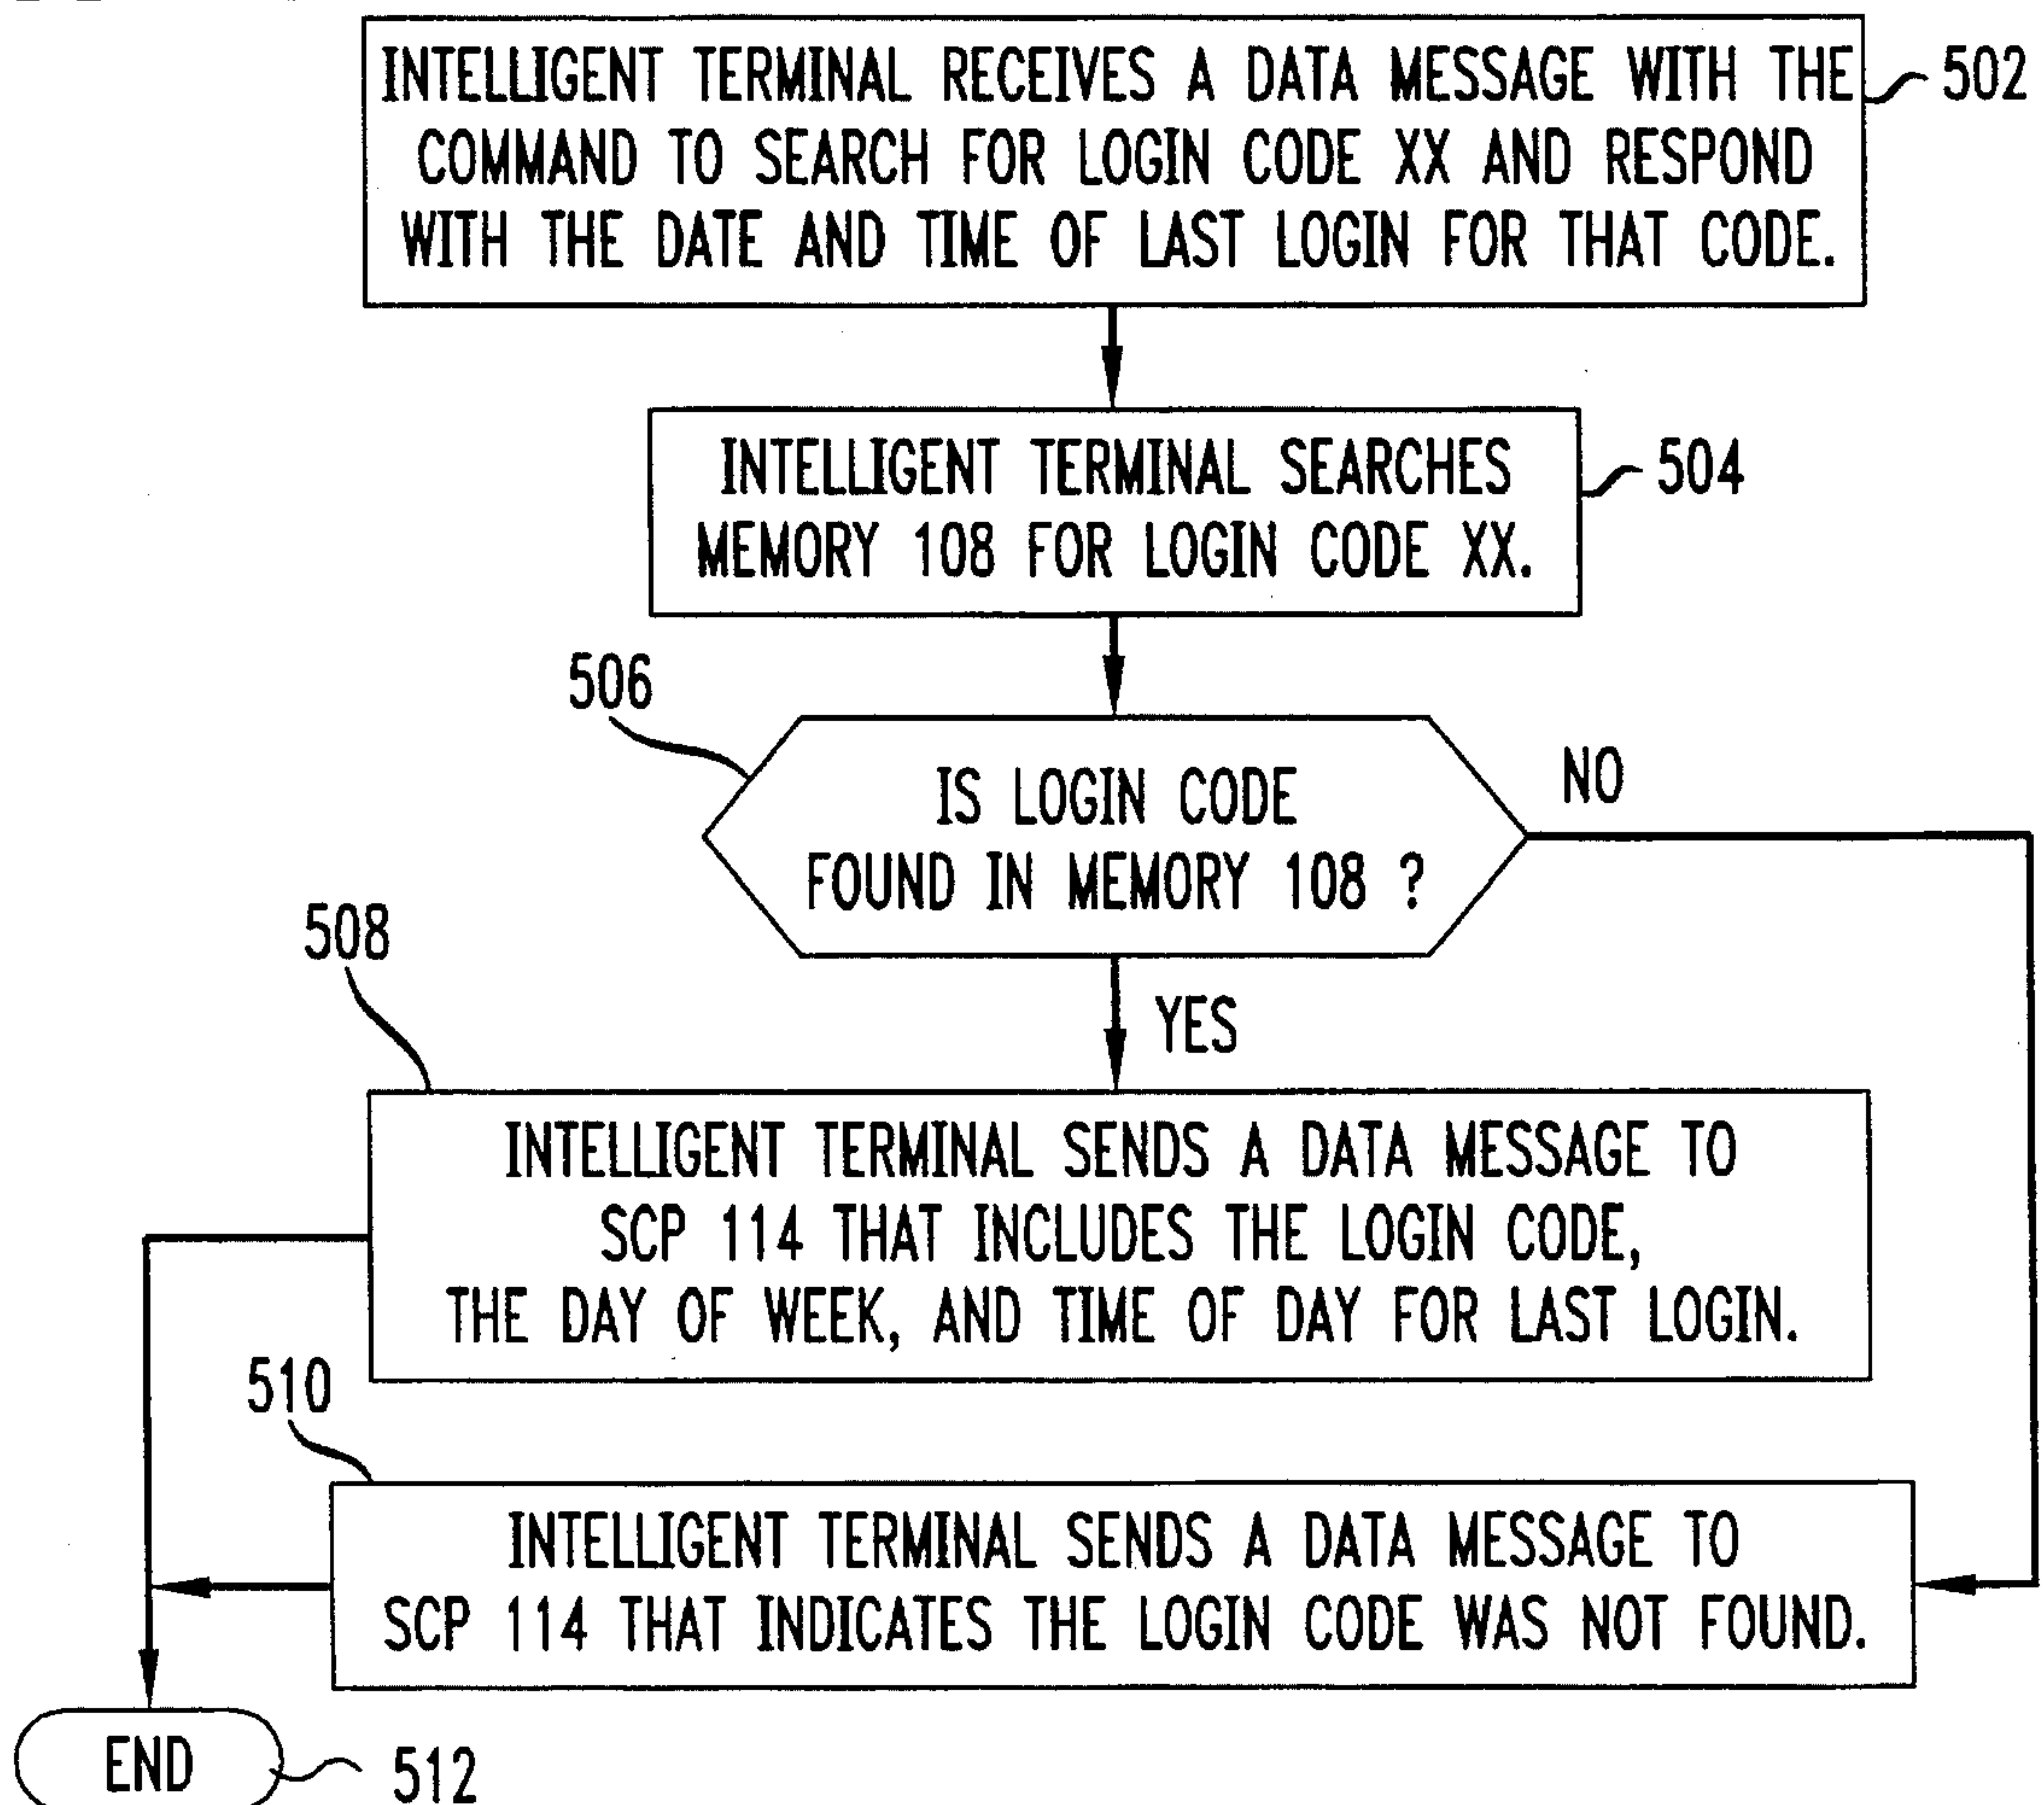 INTELLIGENT TERMINAL RECEIVES A DATA MESSAGE WITH THE
COMMAND TO SEARCH FOR LOGIN CODE XX AND RESPOND
WITH THE DATE AND TIME OF LAST LOGIN FOR THAT CODE.
502
INTELLIGENT TERMINAL SEARCHES
MEMORY 108 FOR LOGIN CODE XX.
504
506
IS LOGIN CODE
FOUND IN MEMORY 108 ?
NO
YES
508
INTELLIGENT TERMINAL SENDS A DATA MESSAGE TO
SCP 114 THAT INCLUDES THE LOGIN CODE,
THE DAY OF WEEK, AND TIME OF DAY FOR LAST LOGIN.
510
INTELLIGENT TERMINAL SENDS A DATA MESSAGE TO
SCP 114 THAT INDICATES THE LOGIN CODE WAS NOT FOUND.
END
512